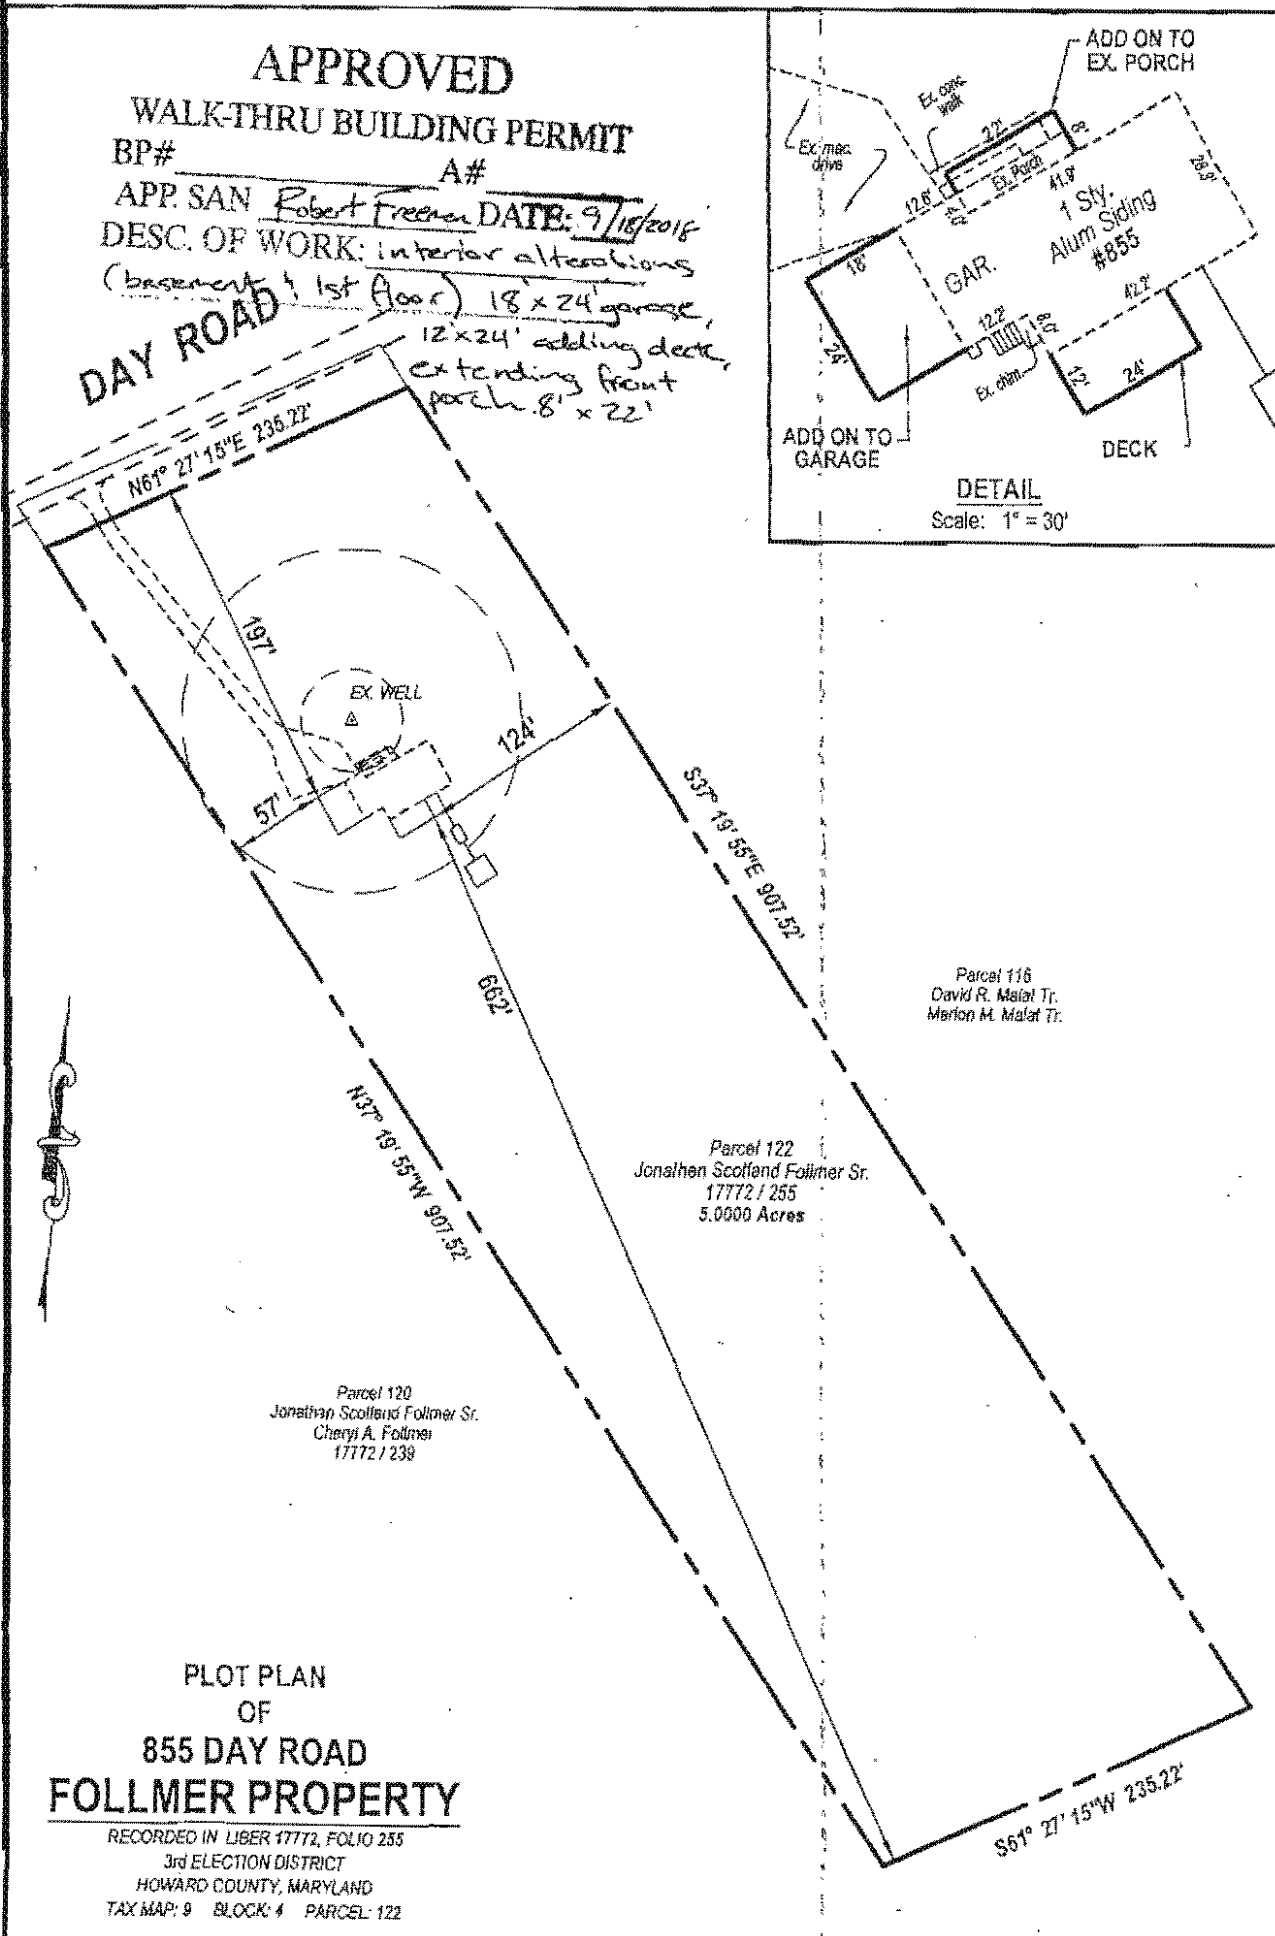 APPROVED
WALK-THRU BUILDING PERMIT
BP# A#
APP. SAN Robert Freeman DATE: 9/18/2018
DESC. OF WORK: interior alterations
(basement & 1st floor) 18' x 24' garage,
12'x24' adding deck,
extending front
porch 8' x 22'
DAY ROAD
N61° 27' 15"E 235.22'
ADD ON TO
EX. PORCH
Ex. conc.
walk
22'
8'
Ex. mac.
drive
Ex. Porch
12.6'
41.9'
26.9'
1 Sty.
Alum Siding
#855
18'
GAR.
42.2'
12.2'
24'
Ex. chim.
12'
24'
ADD ON TO
GARAGE
DECK
DETAIL
Scale: 1" = 30'
197'
EX. WELL
124'
57'
S37° 19' 55"E 907.52'
662'
Parcel 116
David R. Malat Tr.
Marion M. Malat Tr.
N37° 19' 55"W 907.52'
Parcel 122
Jonathan Scotland Follmer Sr.
17772 / 255
5.0000 Acres
Parcel 120
Jonathan Scotland Follmer Sr.
Cheryl A. Follmer
17772 / 239
PLOT PLAN
OF
855 DAY ROAD
FOLLMER PROPERTY
RECORDED IN LIBER 17772, FOLIO 255
3rd ELECTION DISTRICT
HOWARD COUNTY, MARYLAND
TAX MAP: 9 BLOCK: 4 PARCEL: 122
S61° 27' 15"W 235.22'